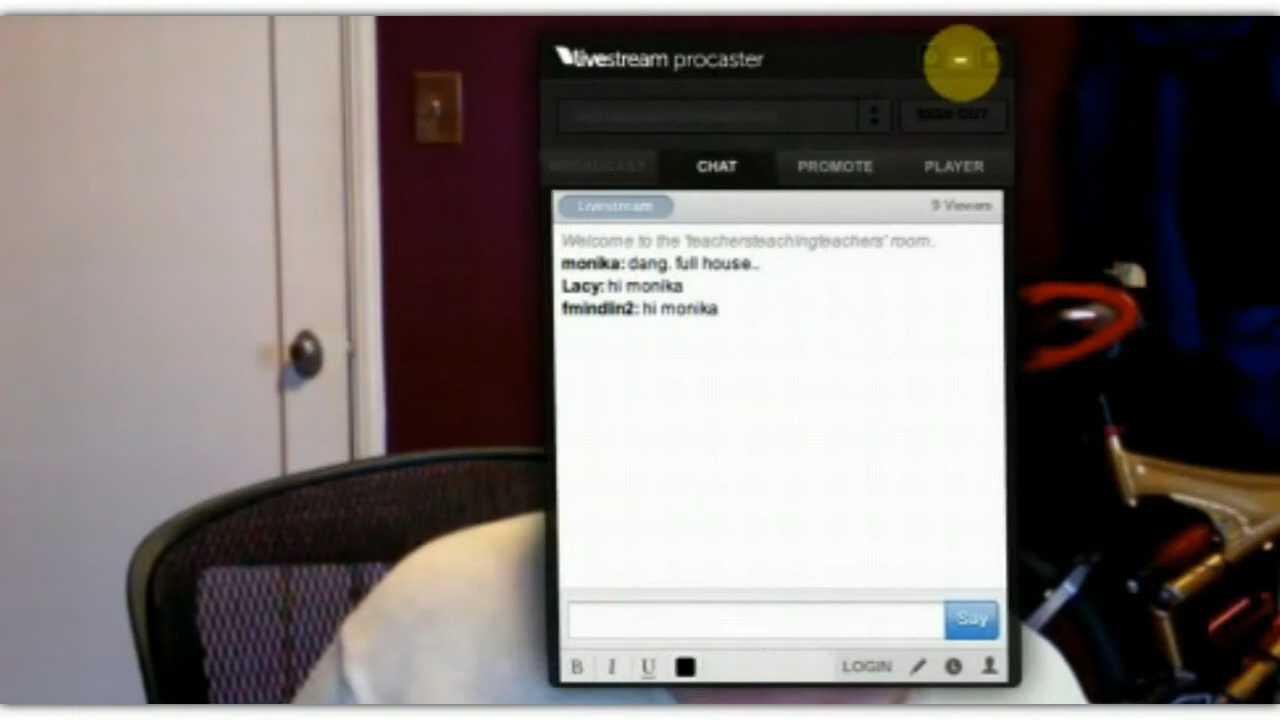 livestream procaster
SIGN OUT
BROADCAST CHAT PROMOTE PLAYER
Livestream 9 Viewers
Welcome to the 'teachersteachingteachers' room.
monika: dang. full house..
Lacy: hi monika
fmindlin2: hi monika
Say
B I U LOGIN